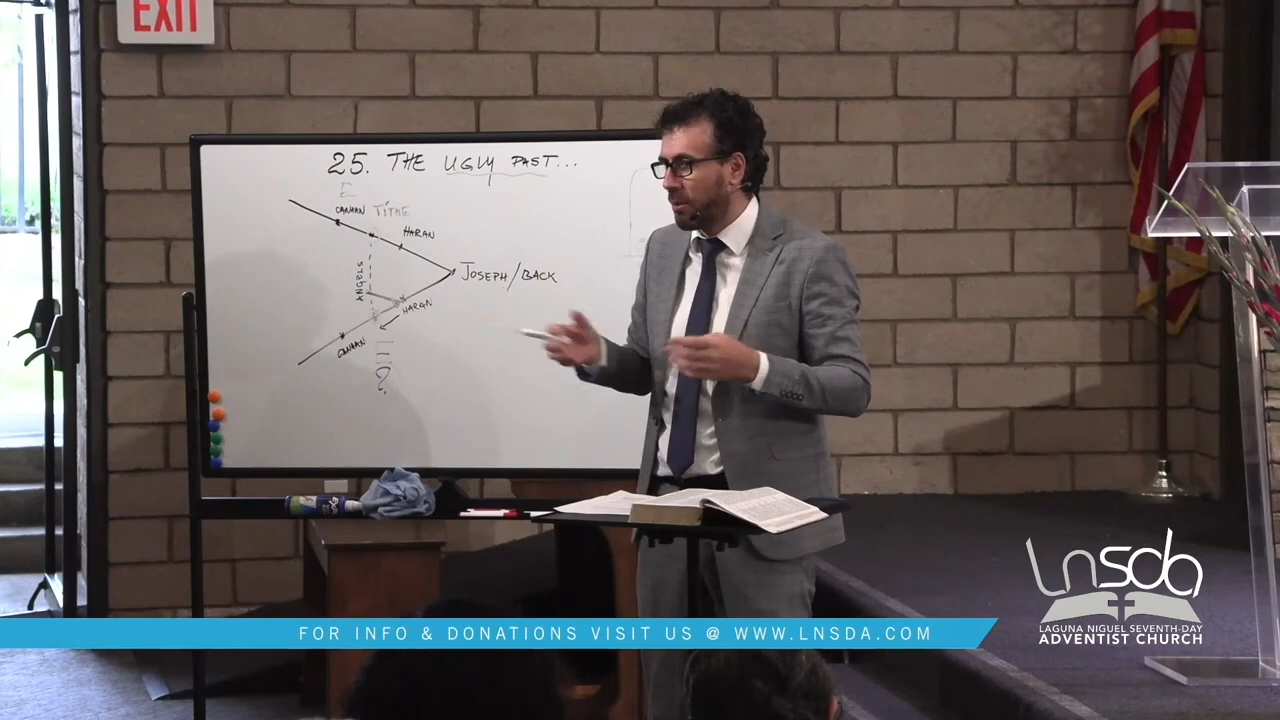 EXIT
25. THE UGLY PAST...
E
CANAAN TITHE
HARAN
ANGELS
JOSEPH/BACK
HARAN
CANAAN
?
LNSDA
LAGUNA NIGUEL SEVENTH-DAY
ADVENTIST CHURCH
FOR INFO & DONATIONS VISIT US @ WWW.LNSDA.COM